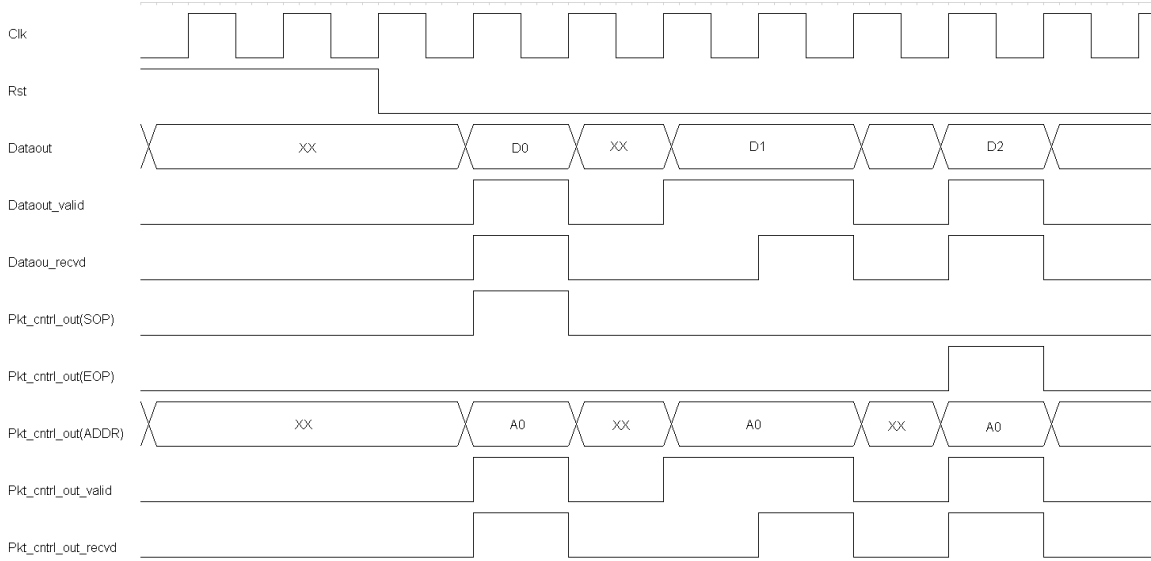 Clk
Rst
Dataout XX D0 XX D1 D2
Dataout_valid
Dataou_recvd
Pkt_cntrl_out(SOP)
Pkt_cntrl_out(EOP)
Pkt_cntrl_out(ADDR) XX A0 XX A0 XX A0
Pkt_cntrl_out_valid
Pkt_cntrl_out_recvd